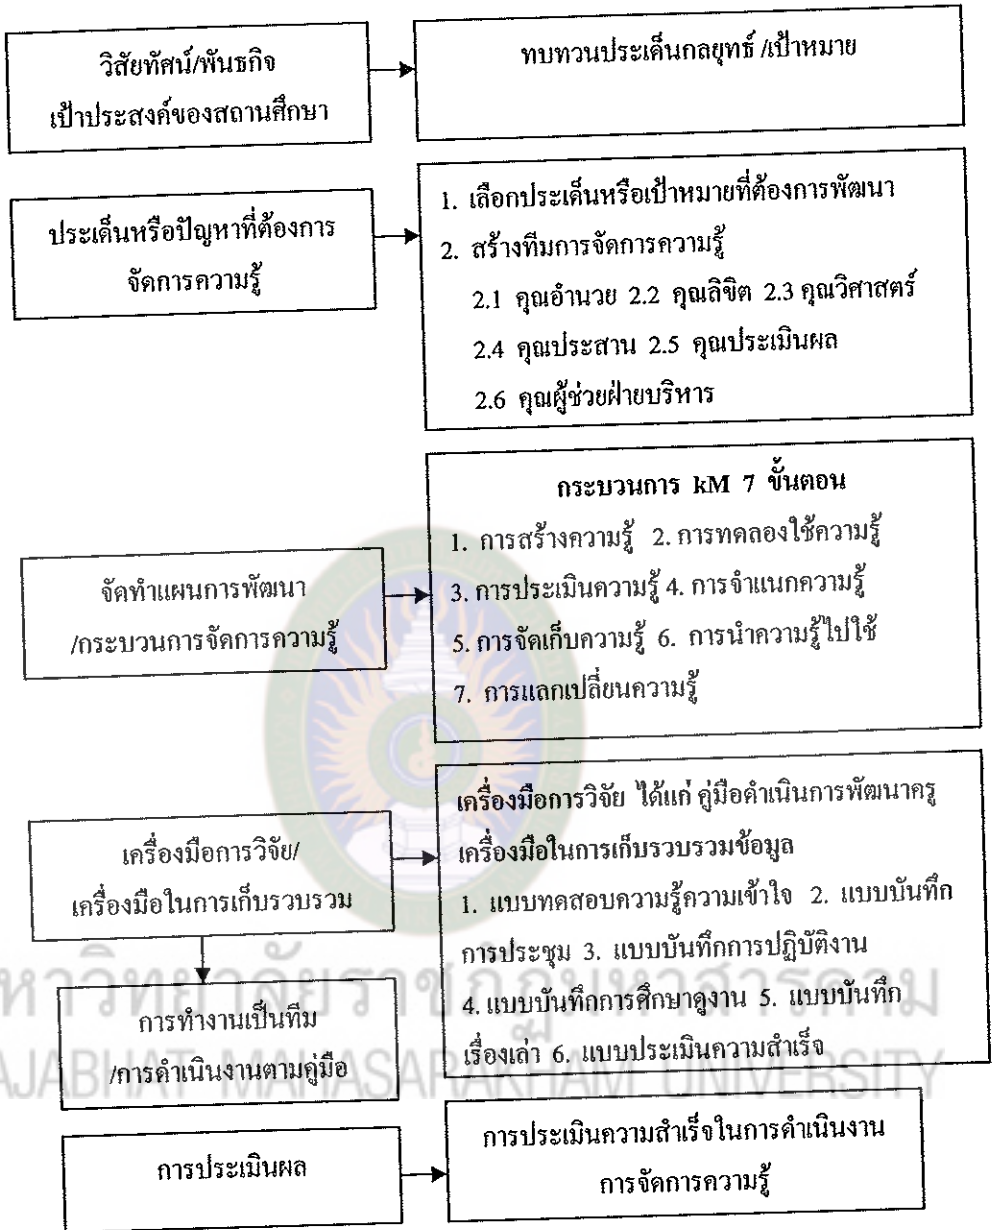 วิสัยทัศน์/พันธกิจ
เป้าประสงค์ของสถานศึกษา
ทบทวนประเด็นกลยุทธ์ /เป้าหมาย
ประเด็นหรือปัญหาที่ต้องการ
จัดการความรู้
1. เลือกประเด็นหรือเป้าหมายที่ต้องการพัฒนา
2. สร้างทีมการจัดการความรู้
2.1 คุณอำนวย 2.2 คุณลิขิต 2.3 คุณวิศาสตร์
2.4 คุณประสาน 2.5 คุณประเมินผล
2.6 คุณผู้ช่วยฝ่ายบริหาร
จัดทำแผนการพัฒนา
/กระบวนการจัดการความรู้
กระบวนการ kM 7 ขั้นตอน
1. การสร้างความรู้ 2. การทดลองใช้ความรู้
3. การประเมินความรู้ 4. การจำแนกความรู้
5. การจัดเก็บความรู้ 6. การนำความรู้ไปใช้
7. การแลกเปลี่ยนความรู้
เครื่องมือการวิจัย/
เครื่องมือในการเก็บรวบรวม
เครื่องมือการวิจัย ได้แก่ คู่มือดำเนินการพัฒนาครู
เครื่องมือในการเก็บรวบรวมข้อมูล
1. แบบทดสอบความรู้ความเข้าใจ 2. แบบบันทึก
การประชุม 3. แบบบันทึกการปฏิบัติงาน
4. แบบบันทึกการศึกษาดูงาน 5. แบบบันทึก
เรื่องเล่า 6. แบบประเมินความสำเร็จ
การทำงานเป็นทีม
/การดำเนินงานตามคู่มือ
การประเมินผล
การประเมินความสำเร็จในการดำเนินงาน
การจัดการความรู้
หาวิทยาลัยราชภัฏมหาสารคาม
AJABHAT MAHASARAKHAM UNIVERSITY